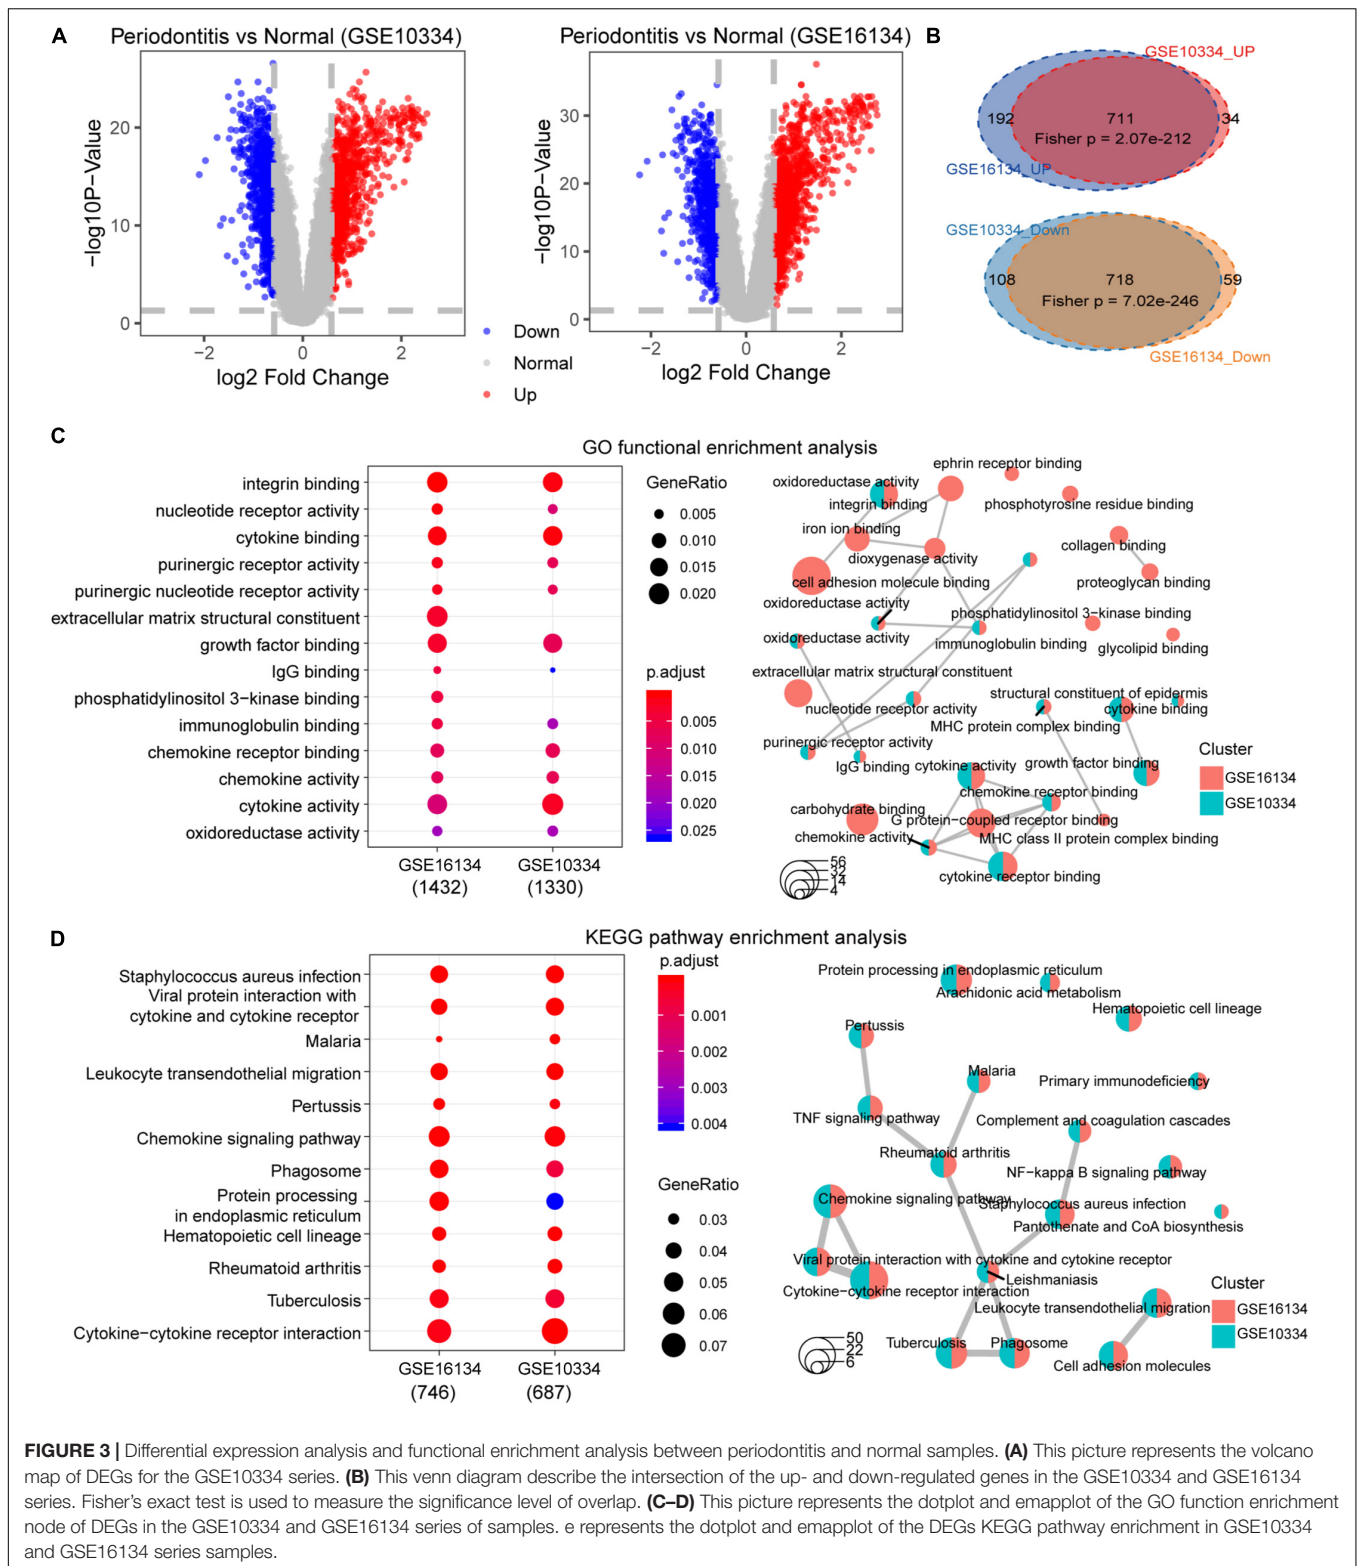 A
Periodontitis vs Normal (GSE10334)
−log10P−Value
20
10
0
−2
0
2
log2 Fold Change
Down
Normal
Up
Periodontitis vs Normal (GSE16134)
−log10P−Value
30
20
10
0
−2
0
2
log2 Fold Change
B
GSE10334_UP
192
711
34
Fisher p = 2.07e-212
GSE16134_UP
GSE10334_Down
108
718
59
Fisher p = 7.02e-246
GSE16134_Down
C
GO functional enrichment analysis
integrin binding
nucleotide receptor activity
cytokine binding
purinergic receptor activity
purinergic nucleotide receptor activity
extracellular matrix structural constituent
growth factor binding
IgG binding
phosphatidylinositol 3−kinase binding
immunoglobulin binding
chemokine receptor binding
chemokine activity
cytokine activity
oxidoreductase activity
GSE16134
(1432)
GSE10334
(1330)
GeneRatio
0.005
0.010
0.015
0.020
p.adjust
0.005
0.010
0.015
0.020
0.025
ephrin receptor binding
oxidoreductase activity
integrin binding
phosphotyrosine residue binding
iron ion binding
collagen binding
dioxygenase activity
cell adhesion molecule binding
proteoglycan binding
oxidoreductase activity
phosphatidylinositol 3−kinase binding
oxidoreductase activity
immunoglobulin binding
glycolipid binding
extracellular matrix structural constituent
structural constituent of epidermis
nucleotide receptor activity
cytokine binding
MHC protein complex binding
purinergic receptor activity
IgG binding
cytokine activity
growth factor binding
chemokine receptor binding
carbohydrate binding
G protein−coupled receptor binding
chemokine activity
MHC class II protein complex binding
cytokine receptor binding
56
32
14
4
Cluster
GSE16134
GSE10334
D
KEGG pathway enrichment analysis
Staphylococcus aureus infection
Viral protein interaction with
cytokine and cytokine receptor
Malaria
Leukocyte transendothelial migration
Pertussis
Chemokine signaling pathway
Phagosome
Protein processing
in endoplasmic reticulum
Hematopoietic cell lineage
Rheumatoid arthritis
Tuberculosis
Cytokine−cytokine receptor interaction
GSE16134
(746)
GSE10334
(687)
p.adjust
0.001
0.002
0.003
0.004
GeneRatio
0.03
0.04
0.05
0.06
0.07
Protein processing in endoplasmic reticulum
Arachidonic acid metabolism
Hematopoietic cell lineage
Pertussis
Malaria
Primary immunodeficiency
TNF signaling pathway
Complement and coagulation cascades
Rheumatoid arthritis
NF−kappa B signaling pathway
Chemokine signaling pathway
Staphylococcus aureus infection
Pantothenate and CoA biosynthesis
Viral protein interaction with cytokine and cytokine receptor
Leishmaniasis
Cytokine−cytokine receptor interaction
Leukocyte transendothelial migration
Tuberculosis
Phagosome
Cell adhesion molecules
50
22
6
Cluster
GSE16134
GSE10334
FIGURE 3 | Differential expression analysis and functional enrichment analysis between periodontitis and normal samples. (A) This picture represents the volcano
map of DEGs for the GSE10334 series. (B) This venn diagram describe the intersection of the up- and down-regulated genes in the GSE10334 and GSE16134
series. Fisher's exact test is used to measure the significance level of overlap. (C–D) This picture represents the dotplot and emapplot of the GO function enrichment
node of DEGs in the GSE10334 and GSE16134 series of samples. e represents the dotplot and emapplot of the DEGs KEGG pathway enrichment in GSE10334
and GSE16134 series samples.